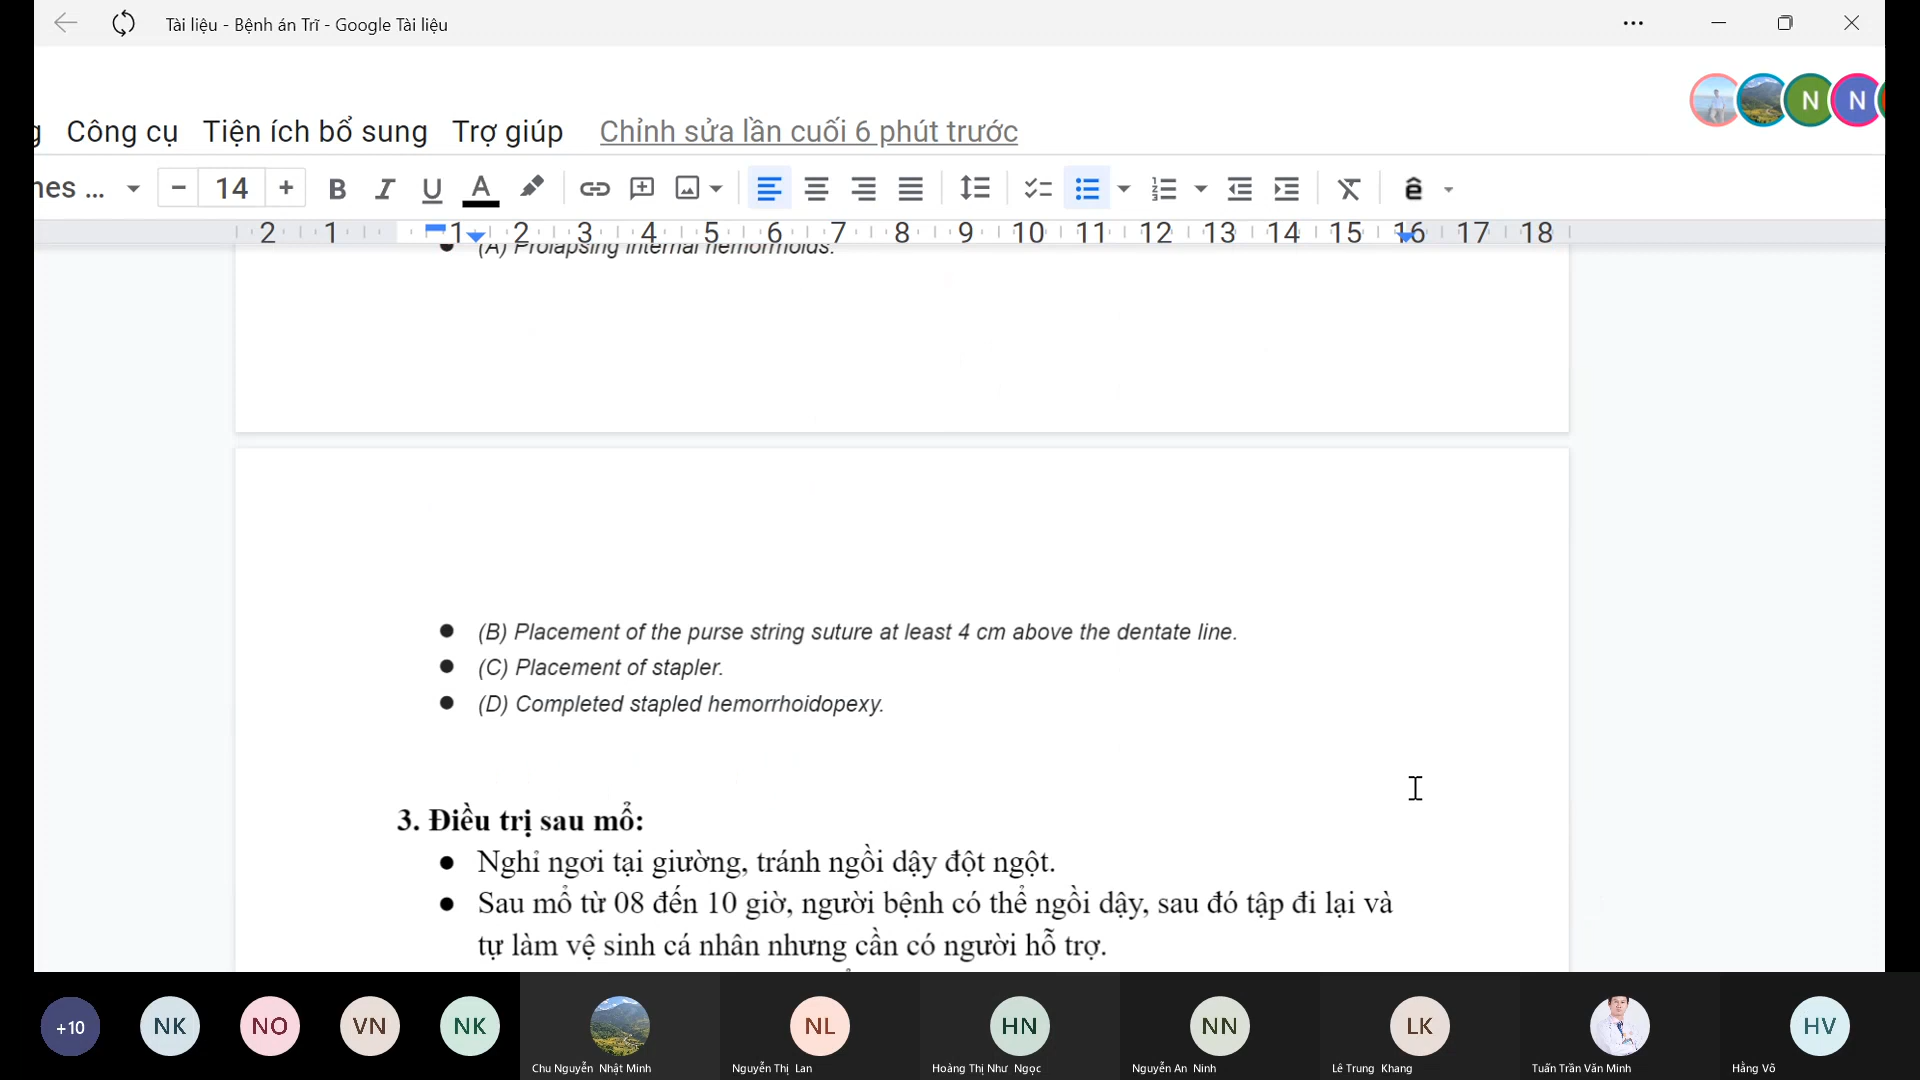 Tài liệu - Bệnh án Trĩ - Google Tài liệu
g Công cụ Tiện ích bổ sung Trợ giúp Chỉnh sửa lần cuối 6 phút trước
N N
nes ... 14 B I U A ê
2 1 1 2 3 4 5 6 7 8 9 10 11 12 13 14 15 16 17 18
(A) Prolapsing internal hemorrhoids.
(B) Placement of the purse string suture at least 4 cm above the dentate line.
(C) Placement of stapler.
(D) Completed stapled hemorrhoidopexy.
3. Điều trị sau mổ:
Nghỉ ngơi tại giường, tránh ngồi dậy đột ngột.
Sau mổ từ 08 đến 10 giờ, người bệnh có thể ngồi dậy, sau đó tập đi lại và
tự làm vệ sinh cá nhân nhưng cần có người hỗ trợ.
+10 NK NO VN NK NL HN NN LK HV
Chu Nguyễn Nhật Minh Nguyễn Thị Lan Hoàng Thị Như Ngọc Nguyễn An Ninh Lê Trung Khang Tuấn Trần Văn Minh Hằng Võ